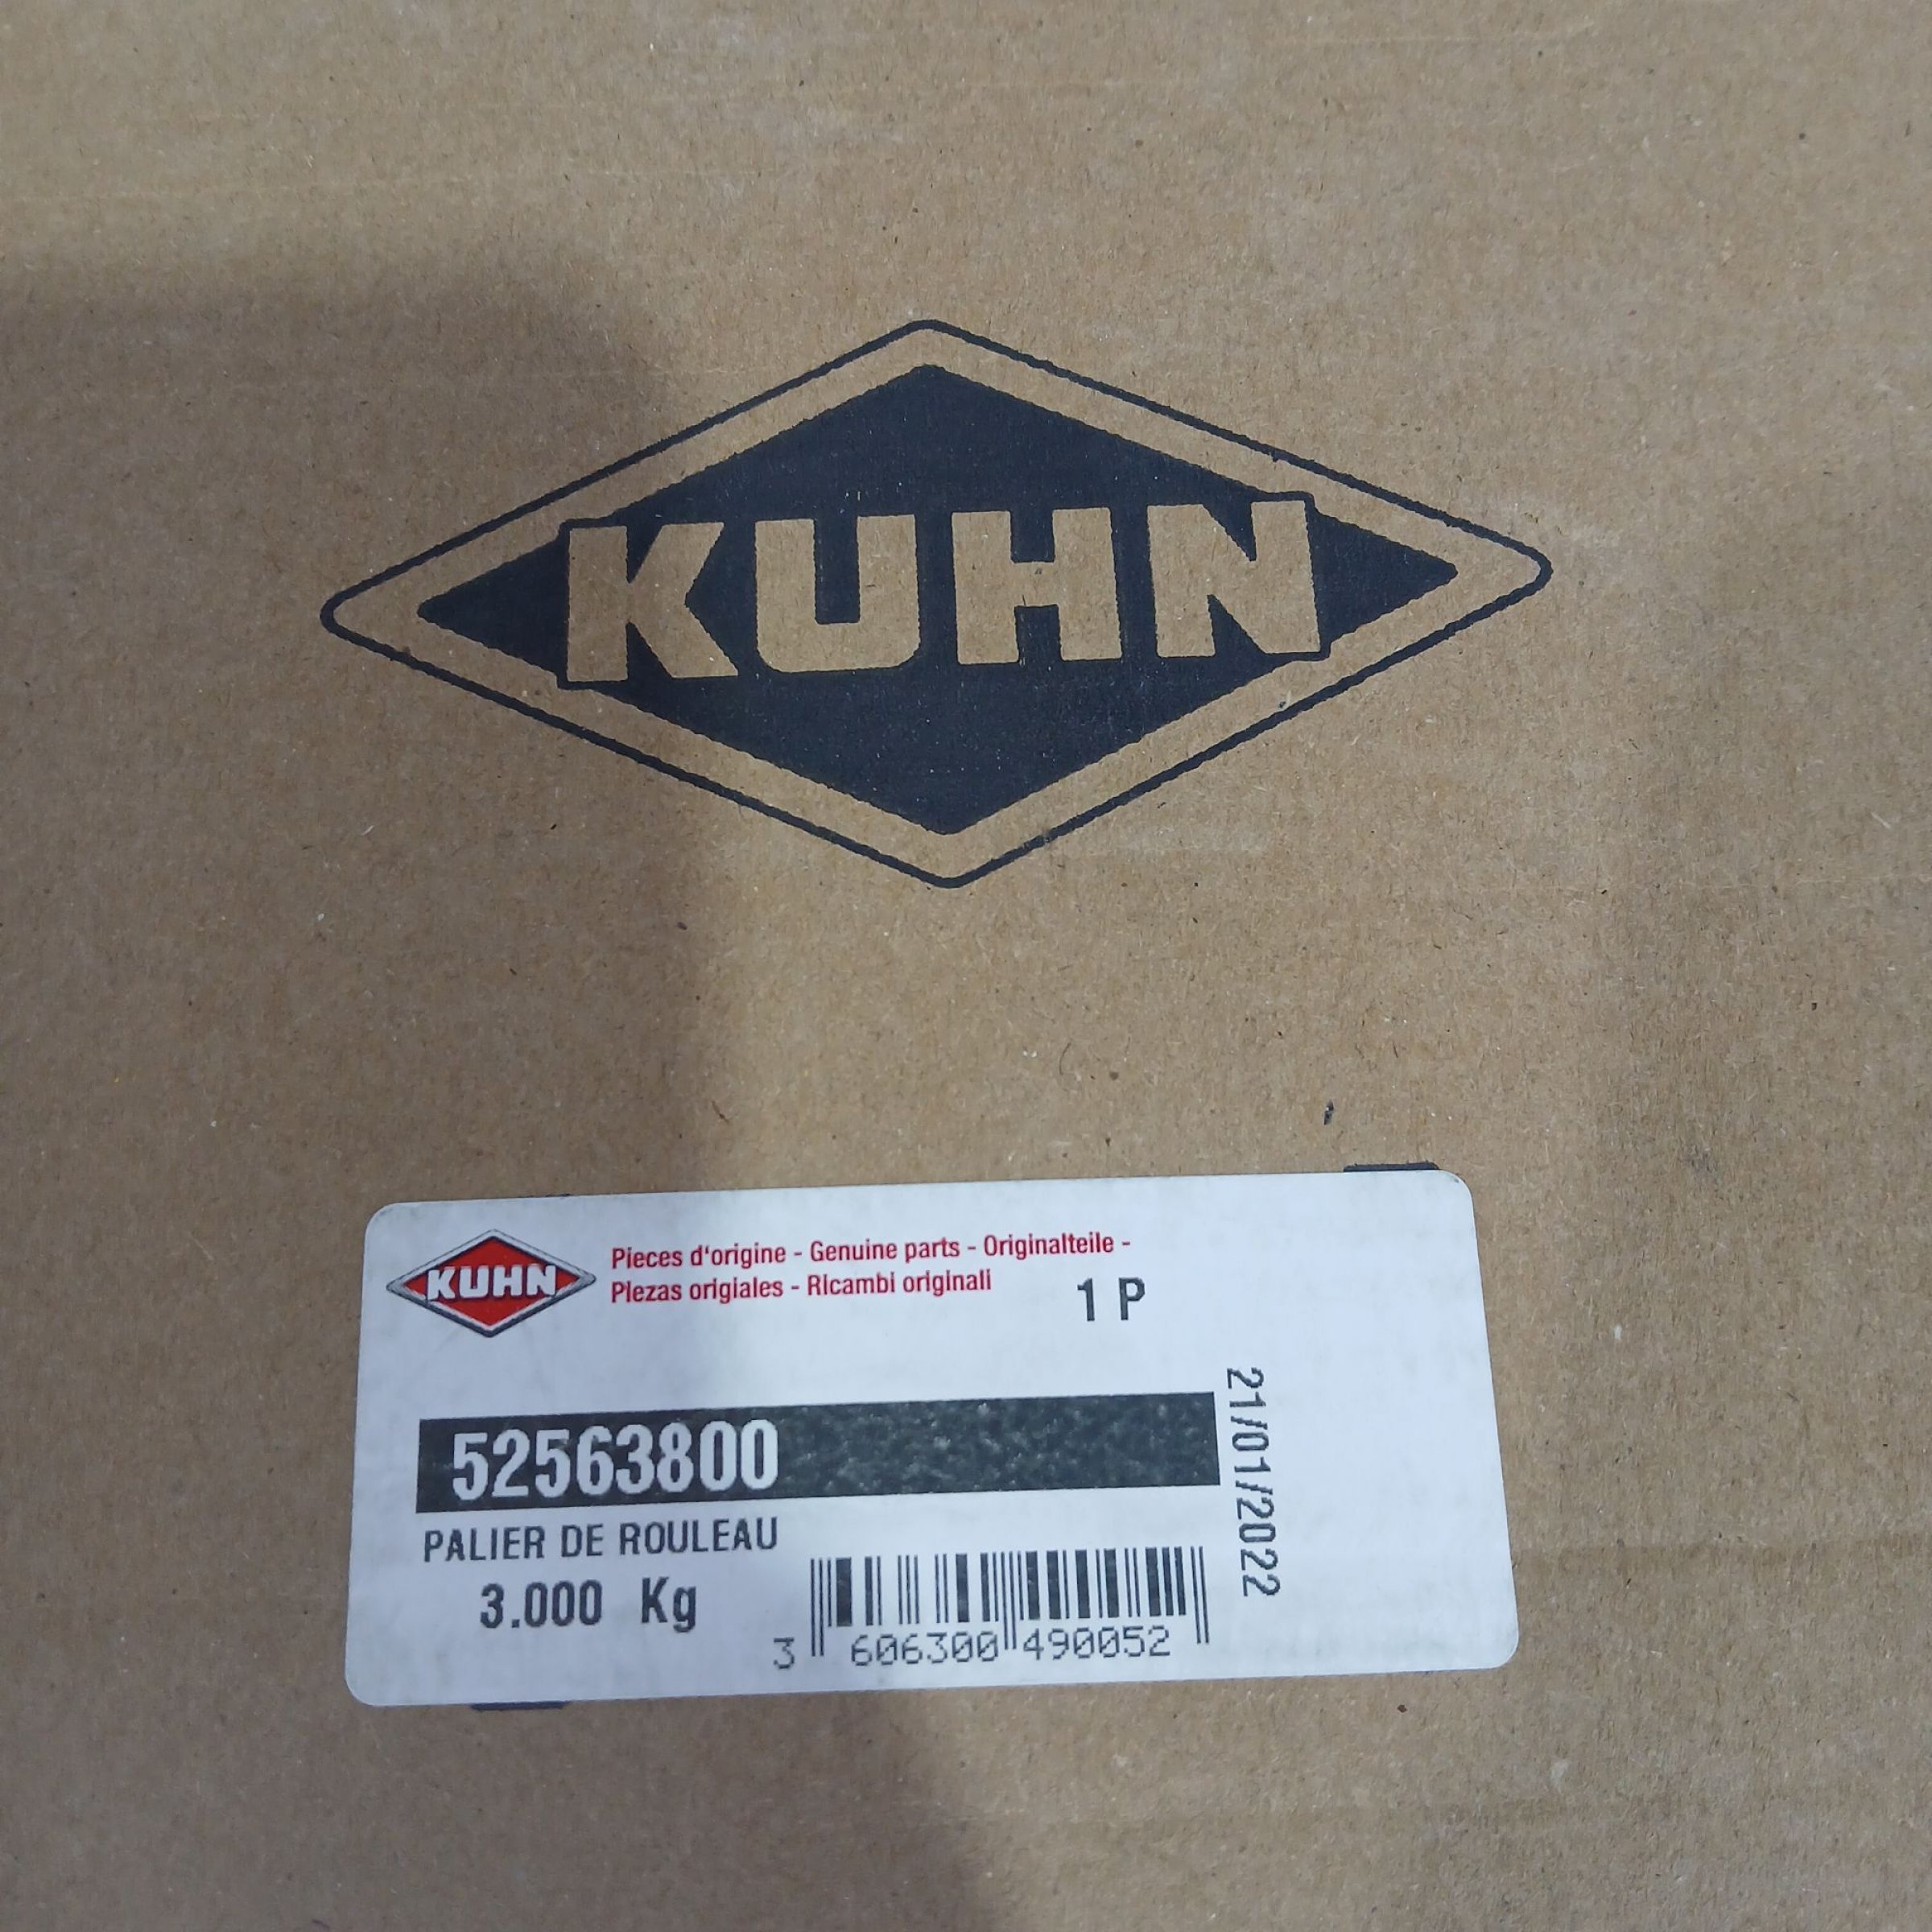 KUHN
KUHN
Pieces d'origine - Genuine parts - Originalteile -
Piezas origiales - Ricambi originali
1 P
52563800
21/01/2022
PALIER DE ROULEAU
3.000 Kg
3 606300 490052